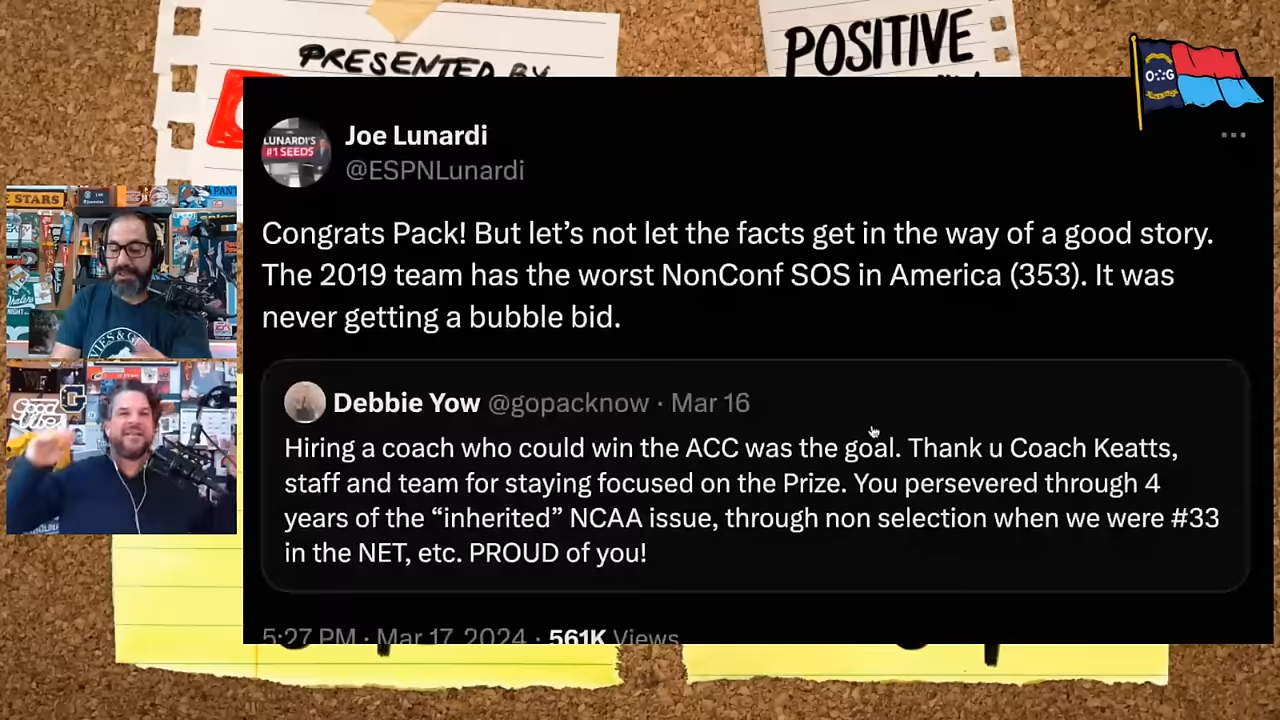 PRESENTED BY
POSITIVE
OG
LUNARDI'S
#1 SEEDS
Joe Lunardi
@ESPNLunardi
Congrats Pack! But let’s not let the facts get in the way of a good story.
The 2019 team has the worst NonConf SOS in America (353). It was
never getting a bubble bid.
Debbie Yow @gopacknow · Mar 16
Hiring a coach who could win the ACC was the goal. Thank u Coach Keatts,
staff and team for staying focused on the Prize. You persevered through 4
years of the “inherited” NCAA issue, through non selection when we were #33
in the NET, etc. PROUD of you!
5:27 PM · Mar 17, 2024 · 561K Views
E STARS
WF
G